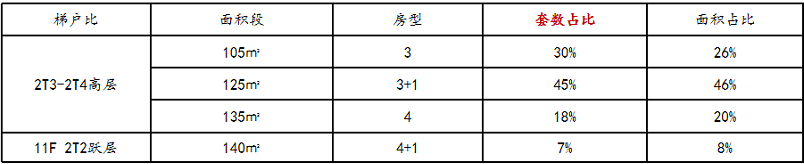 梯户比 面积段 房型 套数占比 面积占比
105㎡ 3 30% 26%
2T3-2T4高层 125㎡ 3+1 45% 46%
135㎡ 4 18% 20%
11F 2T2跃层 140㎡ 4+1 7% 8%